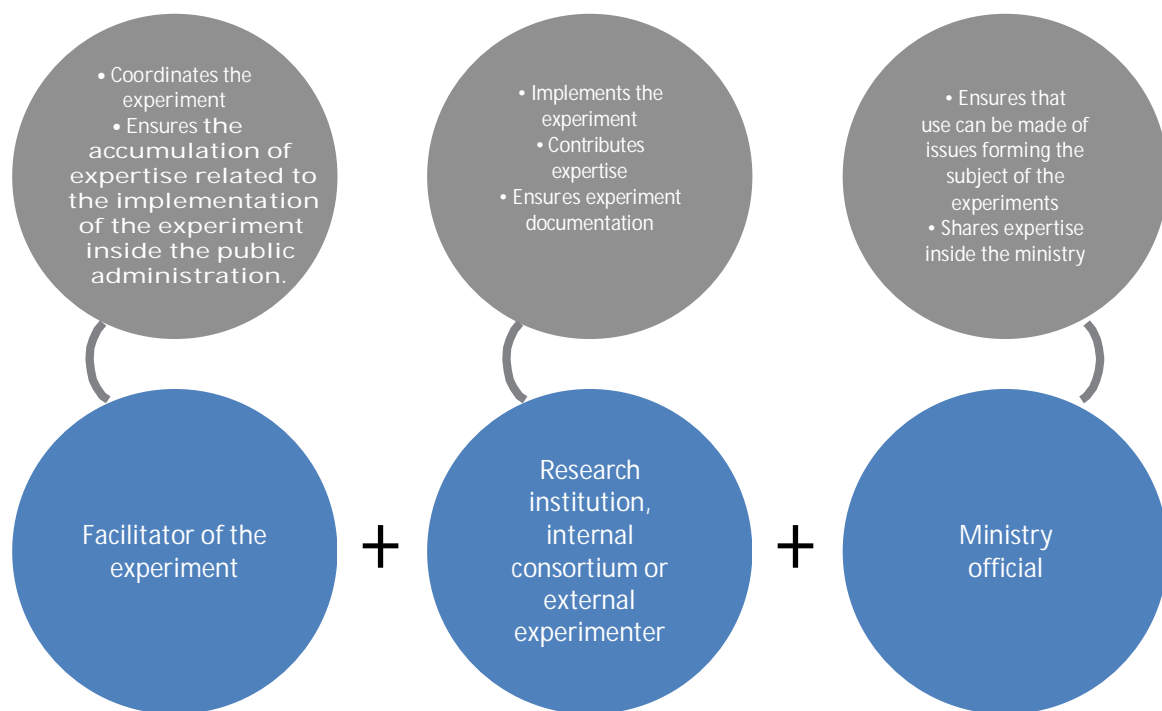 • Coordinates the
experiment
• Ensures the
accumulation of
expertise related to
the implementation
of the experiment
inside the public
administration.
• Implements the
experiment
• Contributes
expertise
• Ensures experiment
documentation
• Ensures that
use can be made of
issues forming the
subject of the
experiments
• Shares expertise
inside the ministry
Facilitator of the
experiment
+
Research
institution,
internal
consortium or
external
experimenter
+
Ministry
official